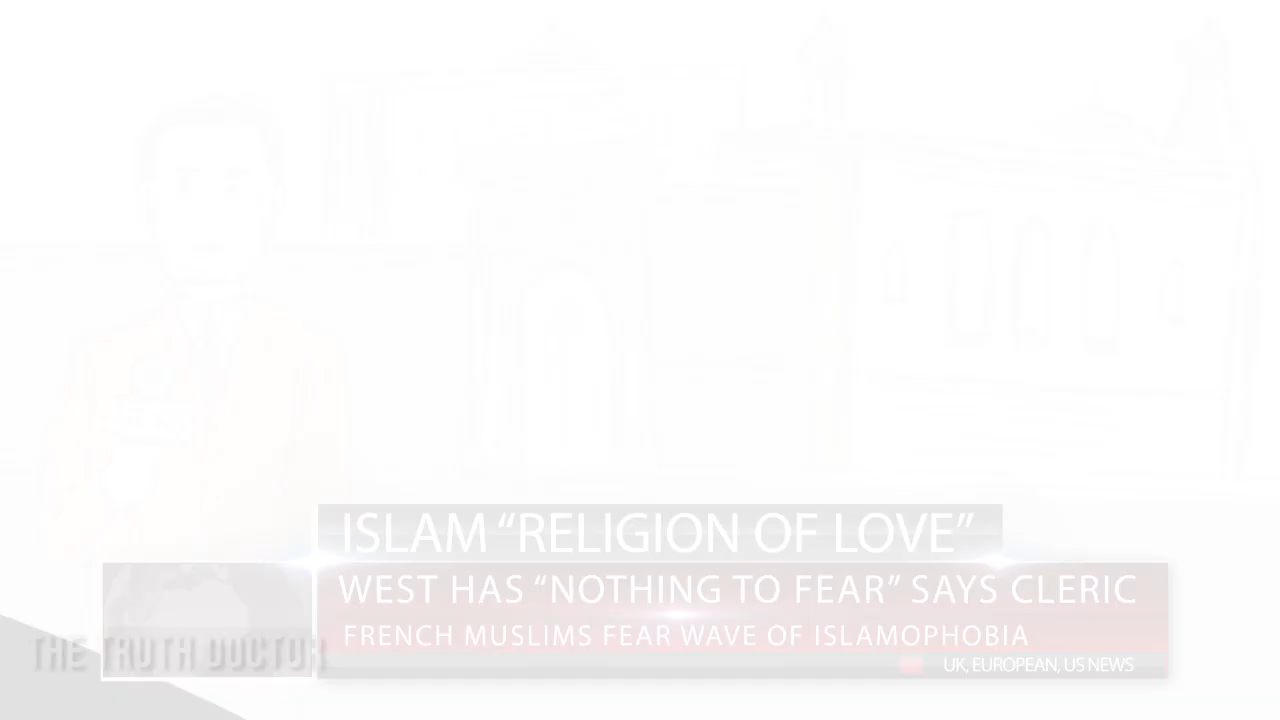 ISLAM “RELIGION OF LOVE”
WEST HAS “NOTHING TO FEAR” SAYS CLERIC
FRENCH MUSLIMS FEAR WAVE OF ISLAMOPHOBIA
THE TRUTH DOCTOR
UK, EUROPEAN, US NEWS